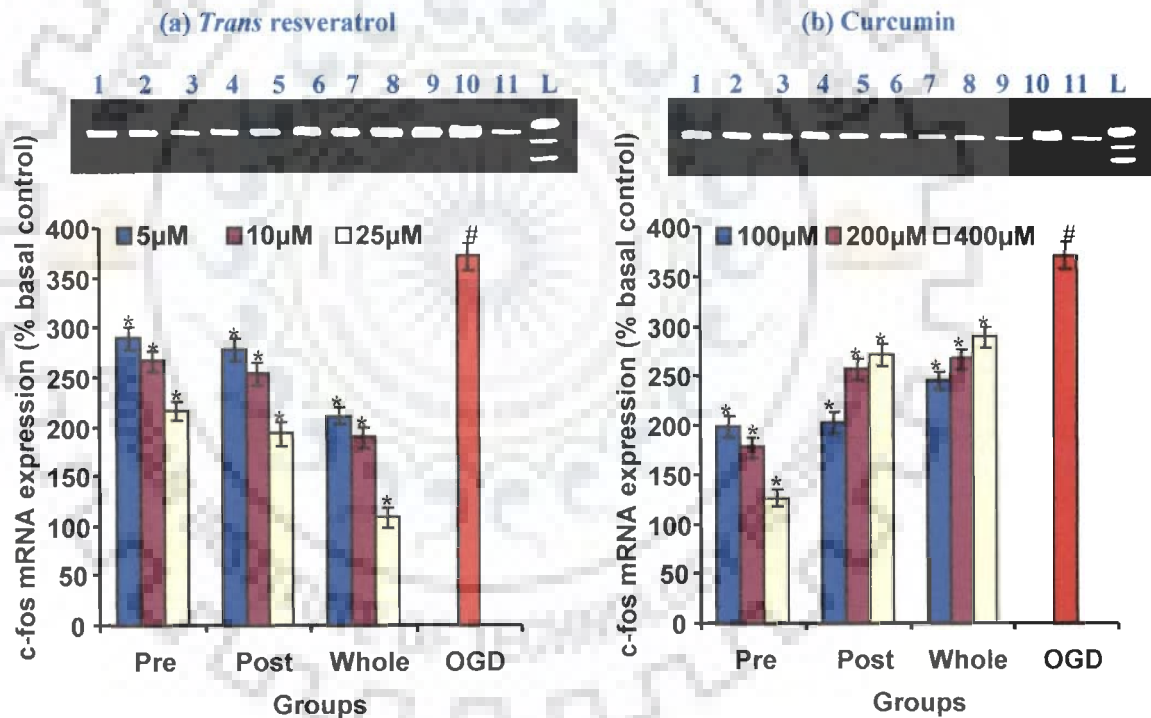 (a) Trans resveratrol
1 2 3 4 5 6 7 8 9 10 11 L
c-fos mRNA expression (% basal control)
400
350
300
250
200
150
100
50
0
5µM 10µM 25µM
#
* * *
* * *
* * *
Pre Post Whole OGD
Groups
(b) Curcumin
1 2 3 4 5 6 7 8 9 10 11 L
c-fos mRNA expression (% basal control)
400
350
300
250
200
150
100
50
0
100µM 200µM 400µM
#
* * *
* * *
* * *
Pre Post Whole OGD
Groups